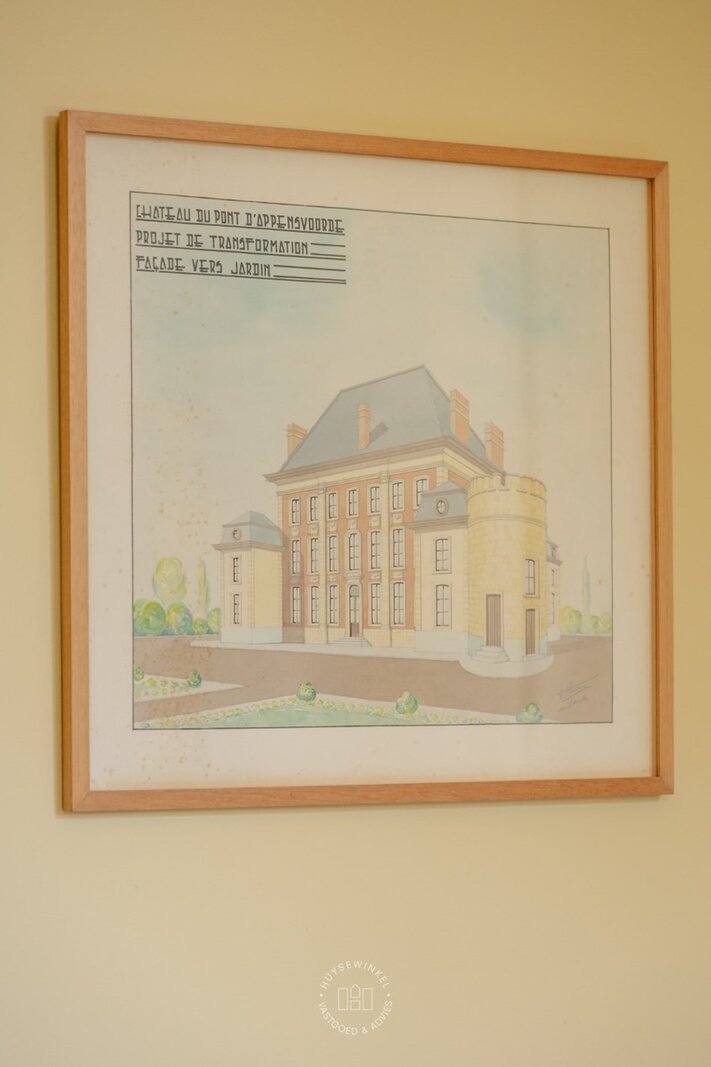 CHATEAU DU PONT D'APPENSVOORDE
PROJET DE TRANSFORMATION
FAÇADE VERS JARDIN
HUYSEWINKEL
VASTGOED & ADVIES